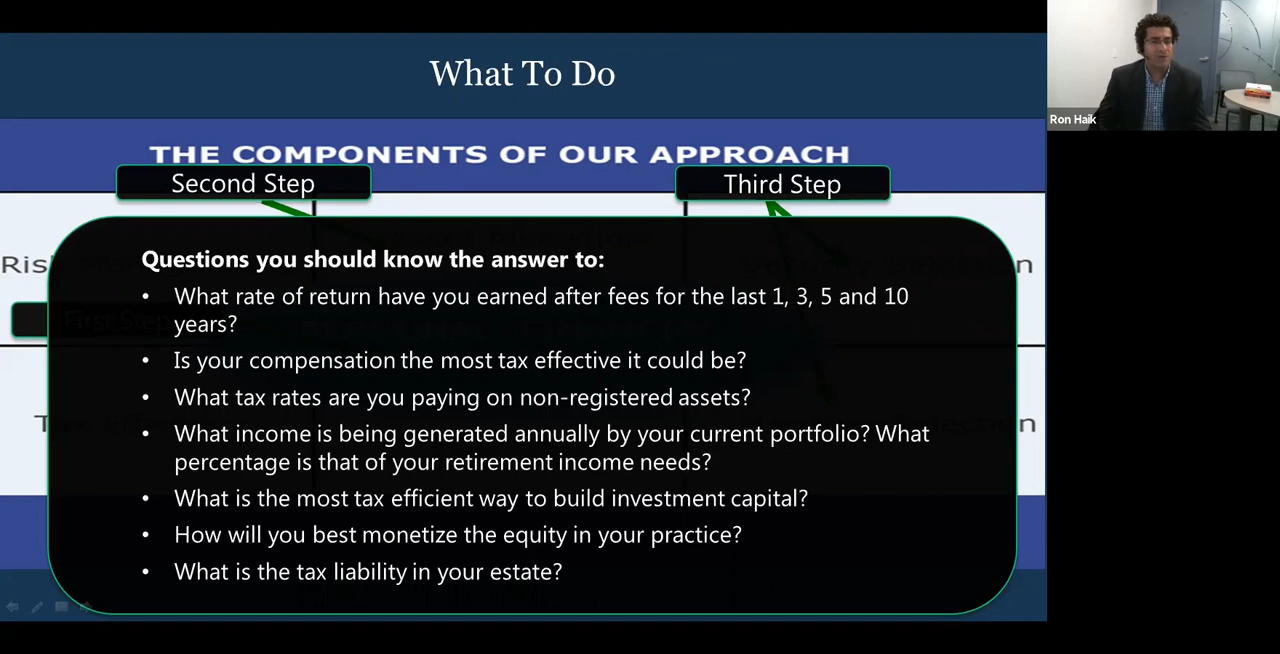 What To Do
THE COMPONENTS OF OUR APPROACH
Second Step
Third Step
Questions you should know the answer to:
• What rate of return have you earned after fees for the last 1, 3, 5 and 10
years?
• Is your compensation the most tax effective it could be?
• What tax rates are you paying on non-registered assets?
• What income is being generated annually by your current portfolio? What
percentage is that of your retirement income needs?
• What is the most tax efficient way to build investment capital?
• How will you best monetize the equity in your practice?
• What is the tax liability in your estate?
First Step
Ron Haik